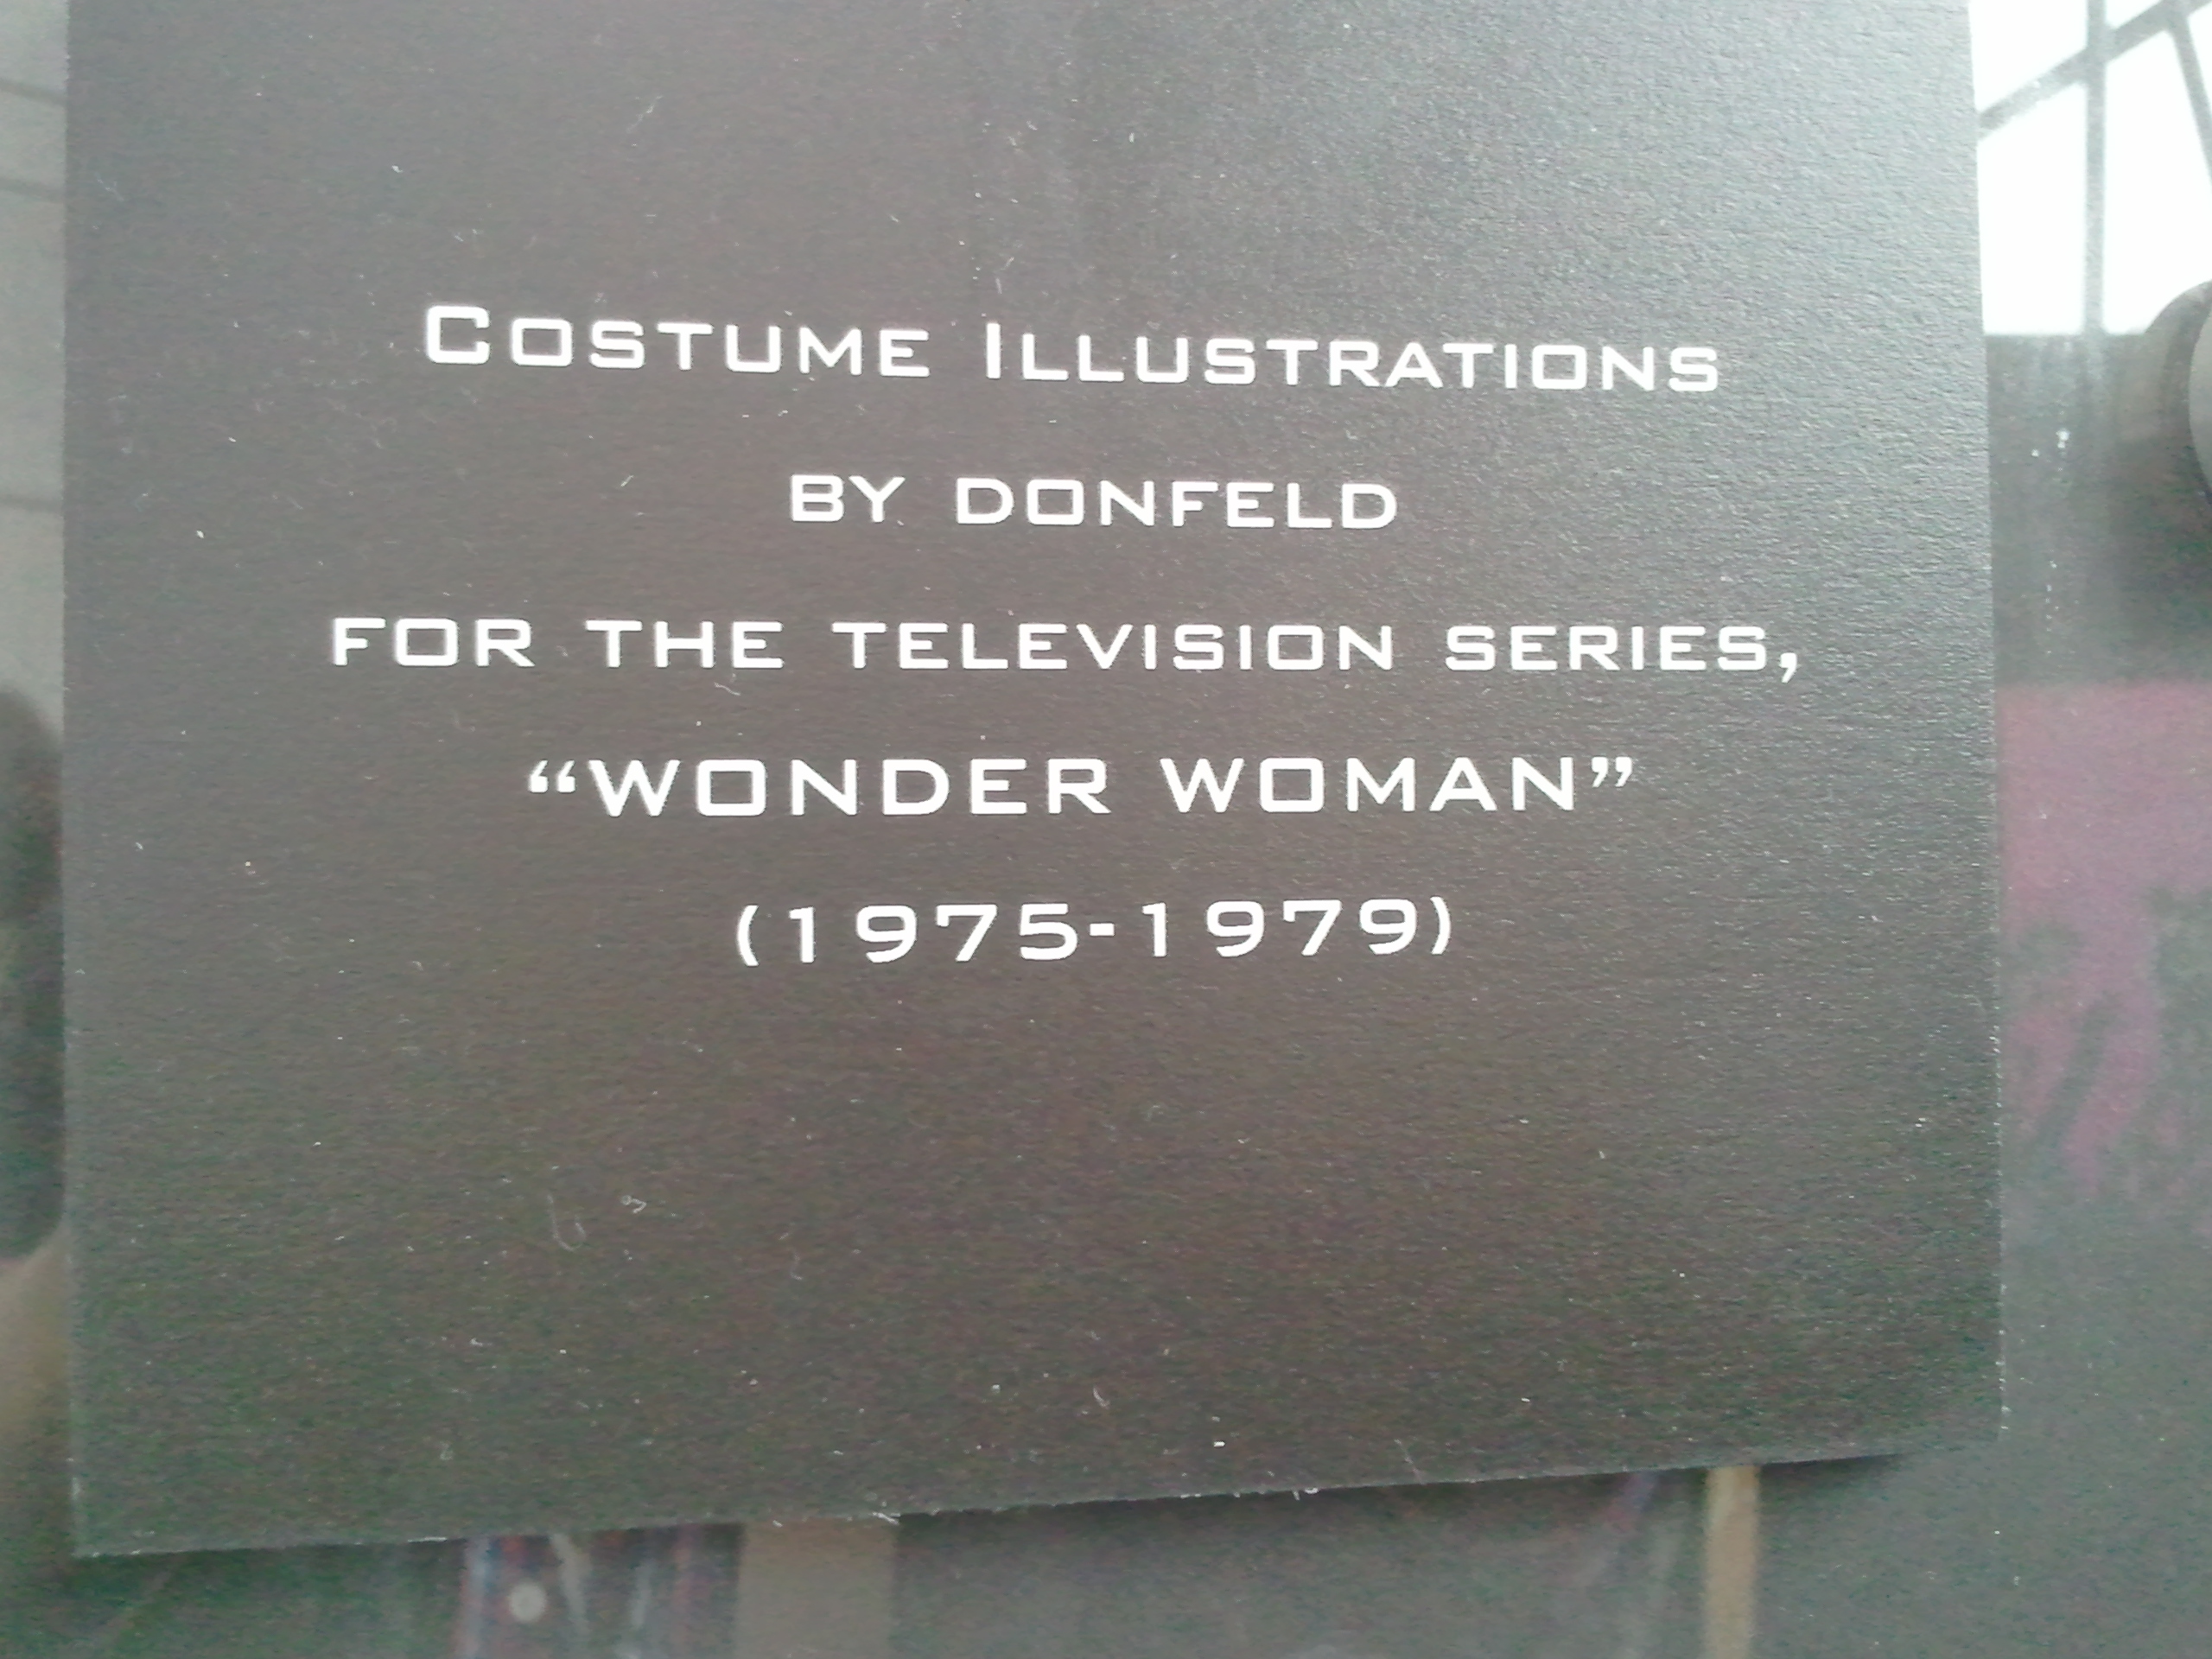 COSTUME ILLUSTRATIONS
BY DONFELD
FOR THE TELEVISION SERIES,
“WONDER WOMAN”
(1975-1979)